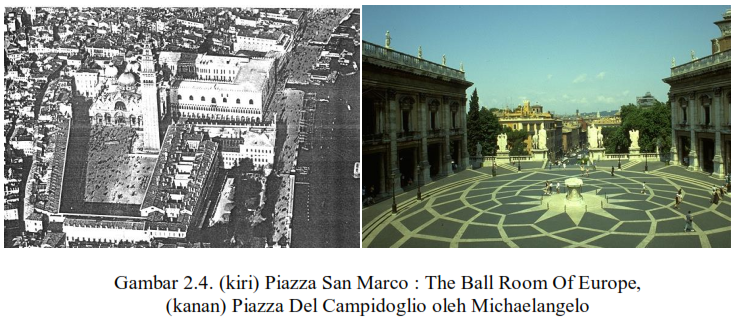 Gambar 2.4. (kiri) Piazza San Marco : The Ball Room Of Europe,
(kanan) Piazza Del Campidoglio oleh Michaelangelo